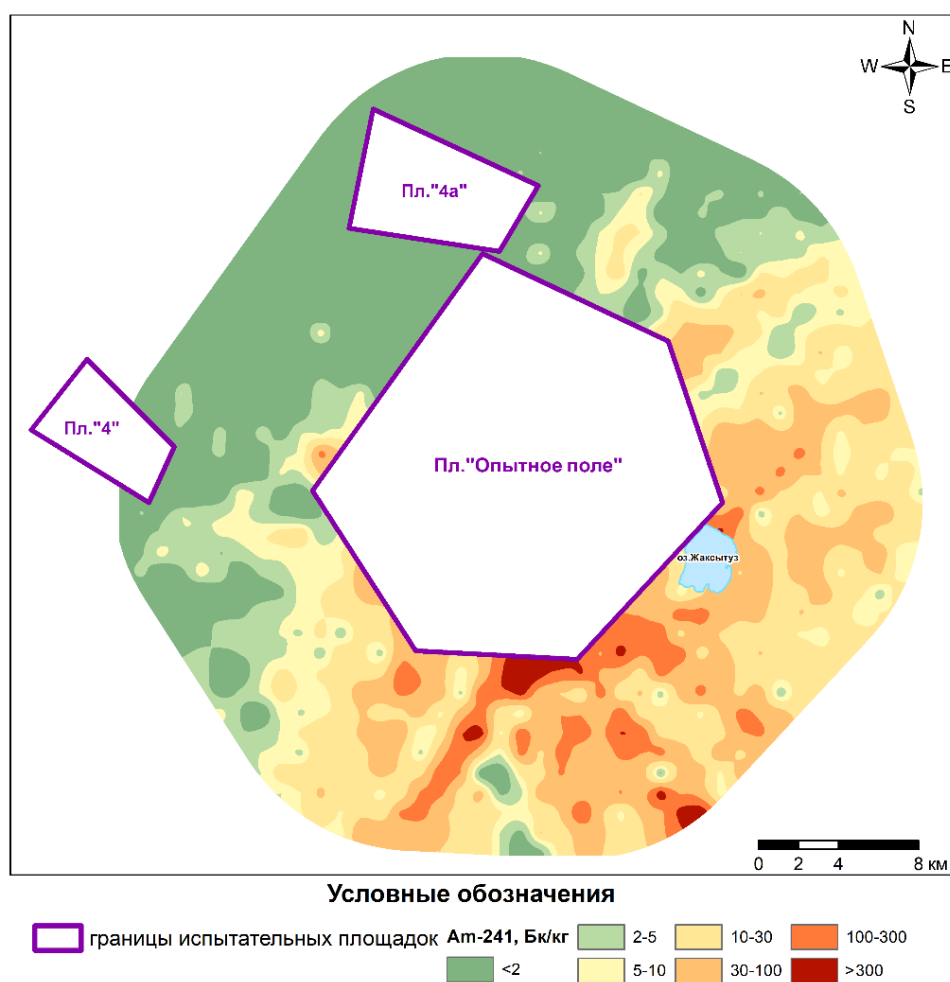 N
W E
S
Пл."4а"
Пл."4"
Пл."Опытное поле"
оз.Жаксытуз
0 2 4 8 км
Условные обозначения
границы испытательных площадок
Am-241, Бк/кг
<2
2-5
5-10
10-30
30-100
100-300
>300